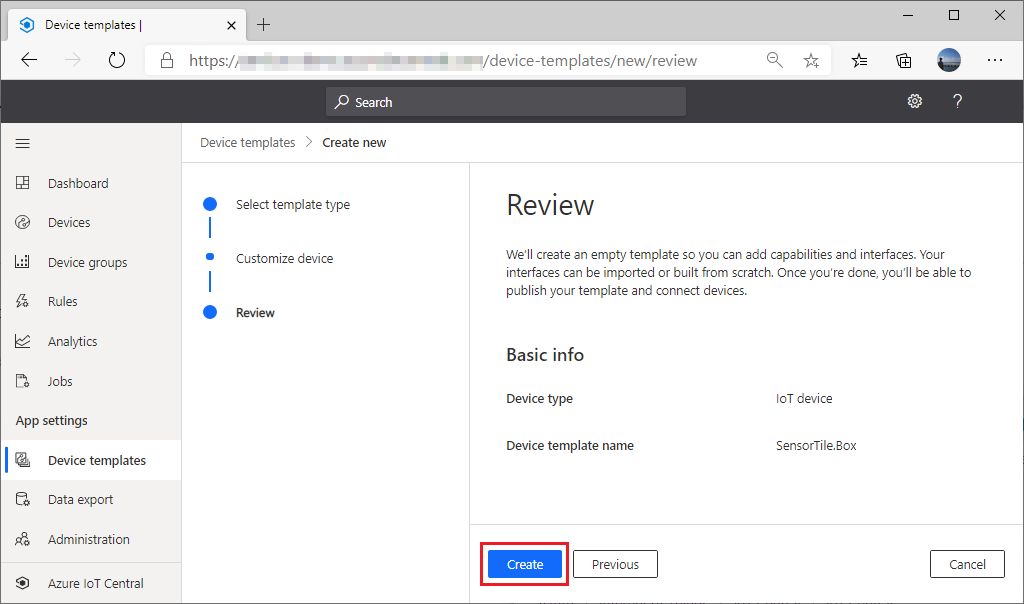 Device templates |
https://
/device-templates/new/review
Search
?
Device templates > Create new
Dashboard
Devices
Device groups
Rules
Analytics
Jobs
App settings
Device templates
Data export
Administration
Azure IoT Central
Select template type
Customize device
Review
Review
We'll create an empty template so you can add capabilities and interfaces. Your
interfaces can be imported or built from scratch. Once you're done, you'll be able to
publish your template and connect devices.
Basic info
Device type IoT device
Device template name SensorTile.Box
Create Previous Cancel